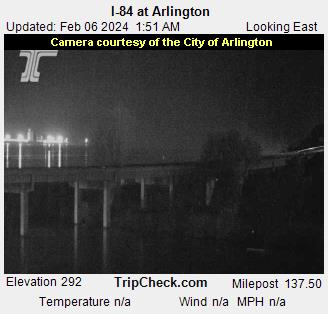 I-84 at Arlington
Updated: Feb 06 2024 1:51 AM Looking East
Camera courtesy of the City of Arlington
Elevation 292 TripCheck.com Milepost 137.50
Temperature n/a Wind n/a MPH n/a